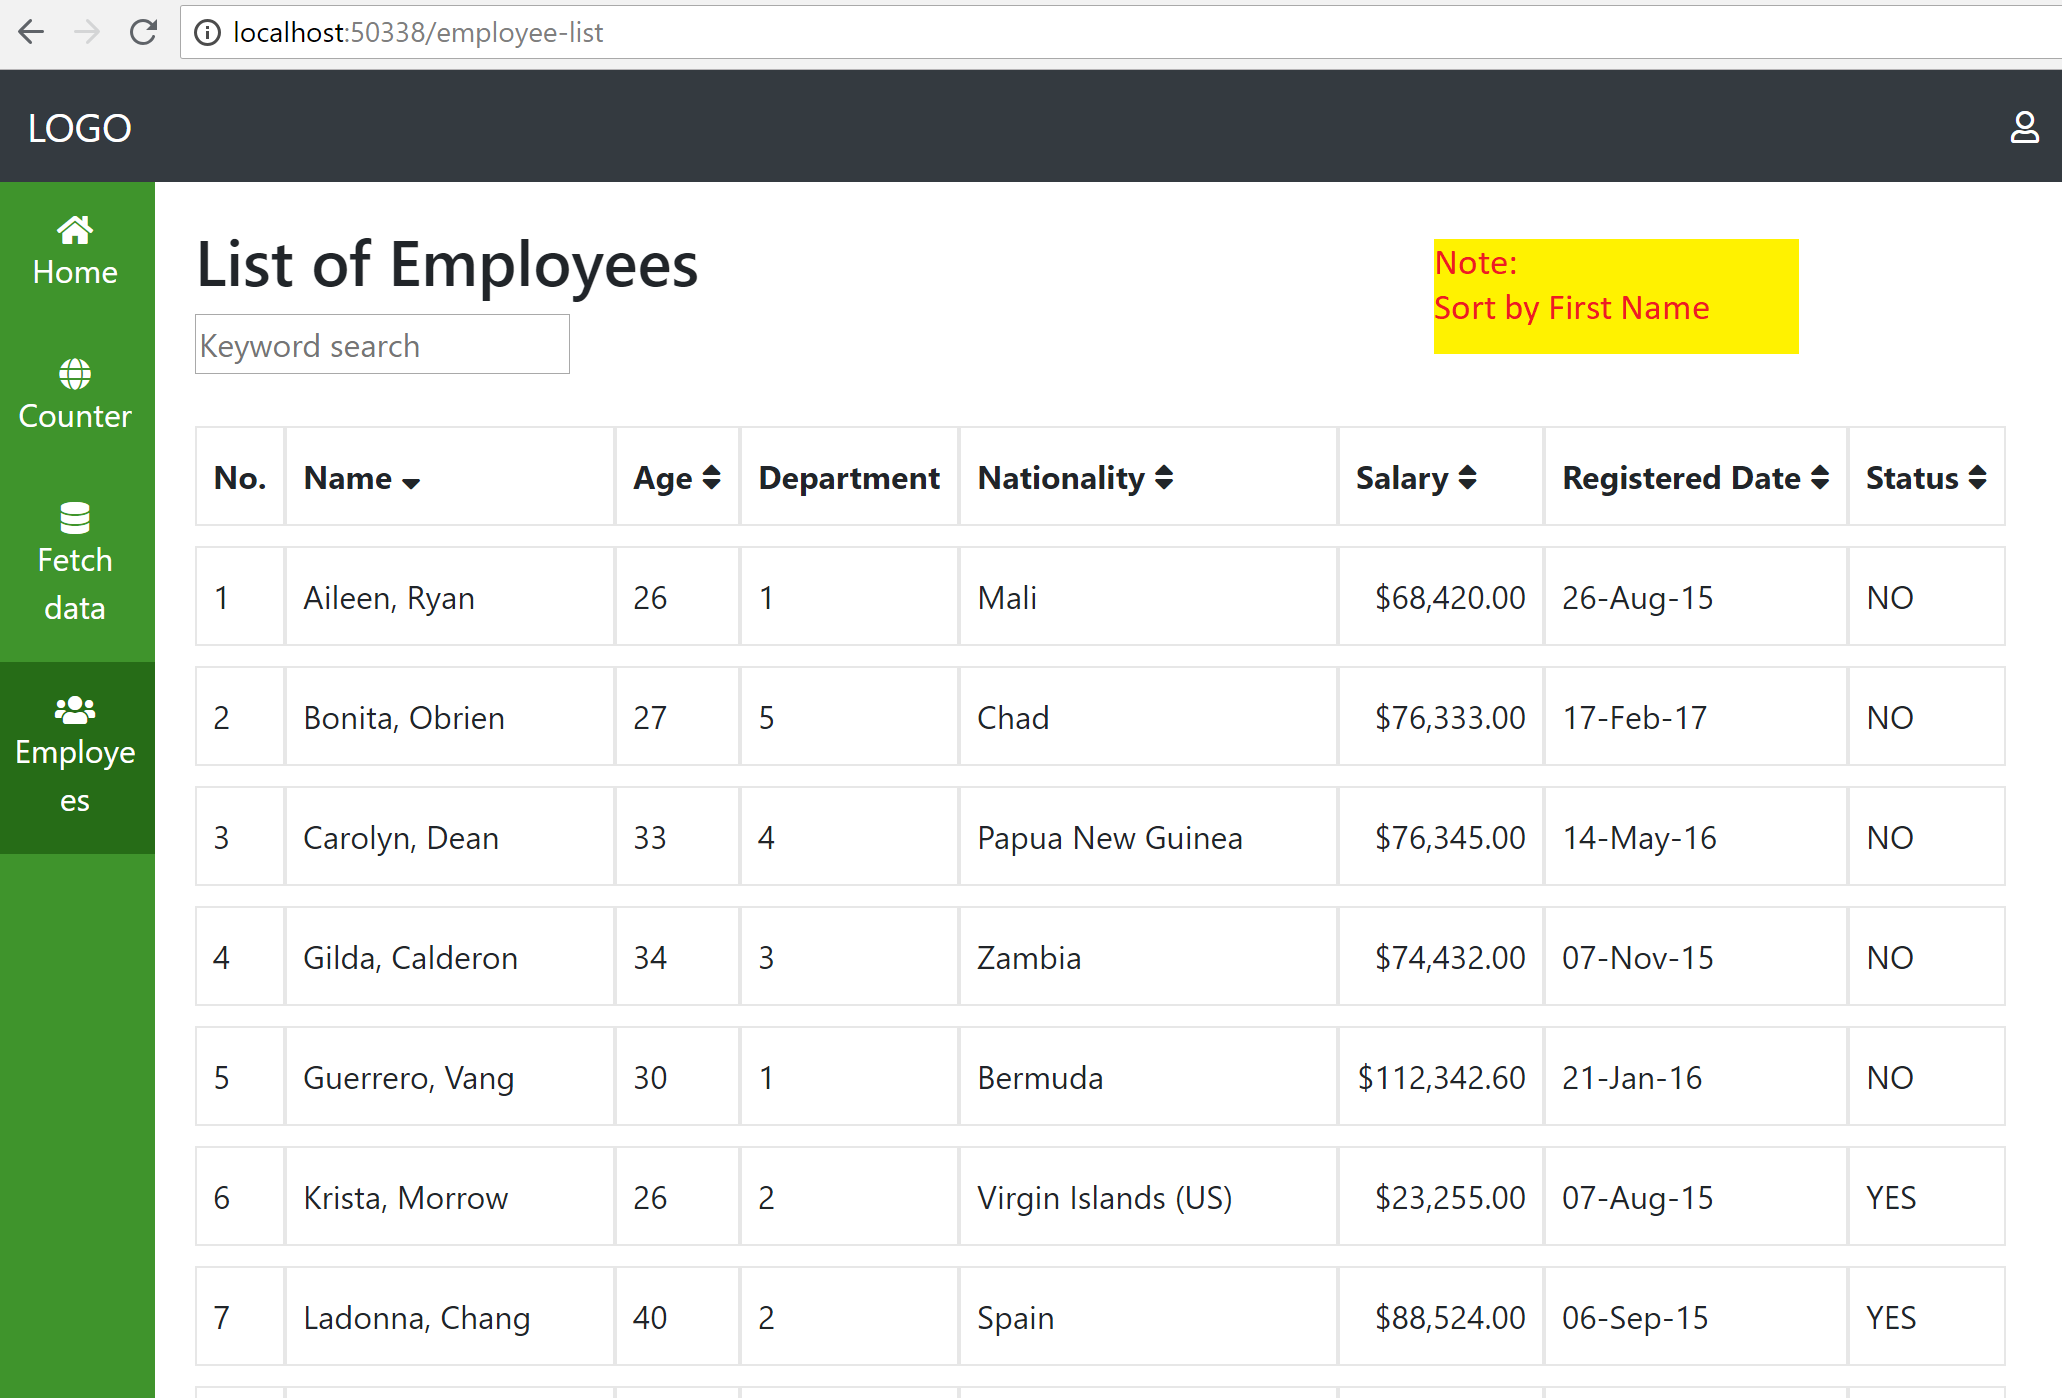 localhost:50338/employee-list
LOGO
Home
Counter
Fetch
data
Employe
es
List of Employees
Note:
Sort by First Name
Keyword search
No. Name Age Department Nationality Salary Registered Date Status
1 Aileen, Ryan 26 1 Mali $68,420.00 26-Aug-15 NO
2 Bonita, Obrien 27 5 Chad $76,333.00 17-Feb-17 NO
3 Carolyn, Dean 33 4 Papua New Guinea $76,345.00 14-May-16 NO
4 Gilda, Calderon 34 3 Zambia $74,432.00 07-Nov-15 NO
5 Guerrero, Vang 30 1 Bermuda $112,342.60 21-Jan-16 NO
6 Krista, Morrow 26 2 Virgin Islands (US) $23,255.00 07-Aug-15 YES
7 Ladonna, Chang 40 2 Spain $88,524.00 06-Sep-15 YES